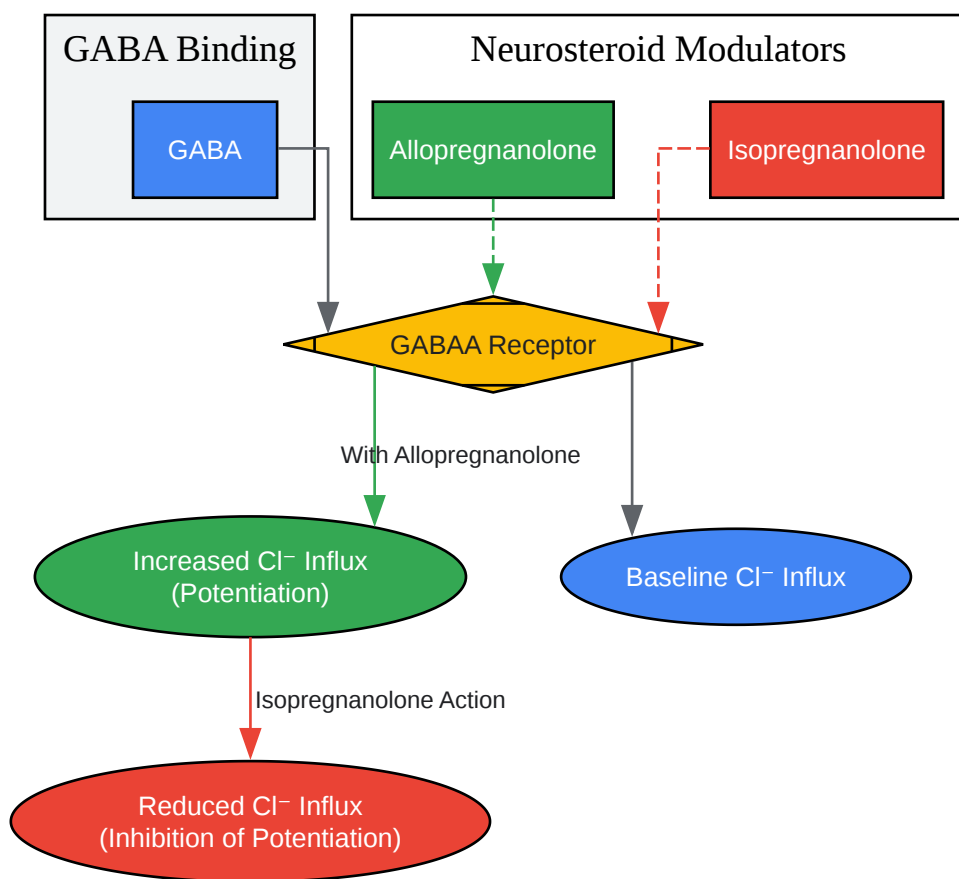 GABA Binding
Neurosteroid Modulators
GABA
Allopregnanolone
Isopregnanolone
GABAA Receptor
With Allopregnanolone
Increased Cl⁻ Influx
(Potentiation)
Baseline Cl⁻ Influx
Isopregnanolone Action
Reduced Cl⁻ Influx
(Inhibition of Potentiation)